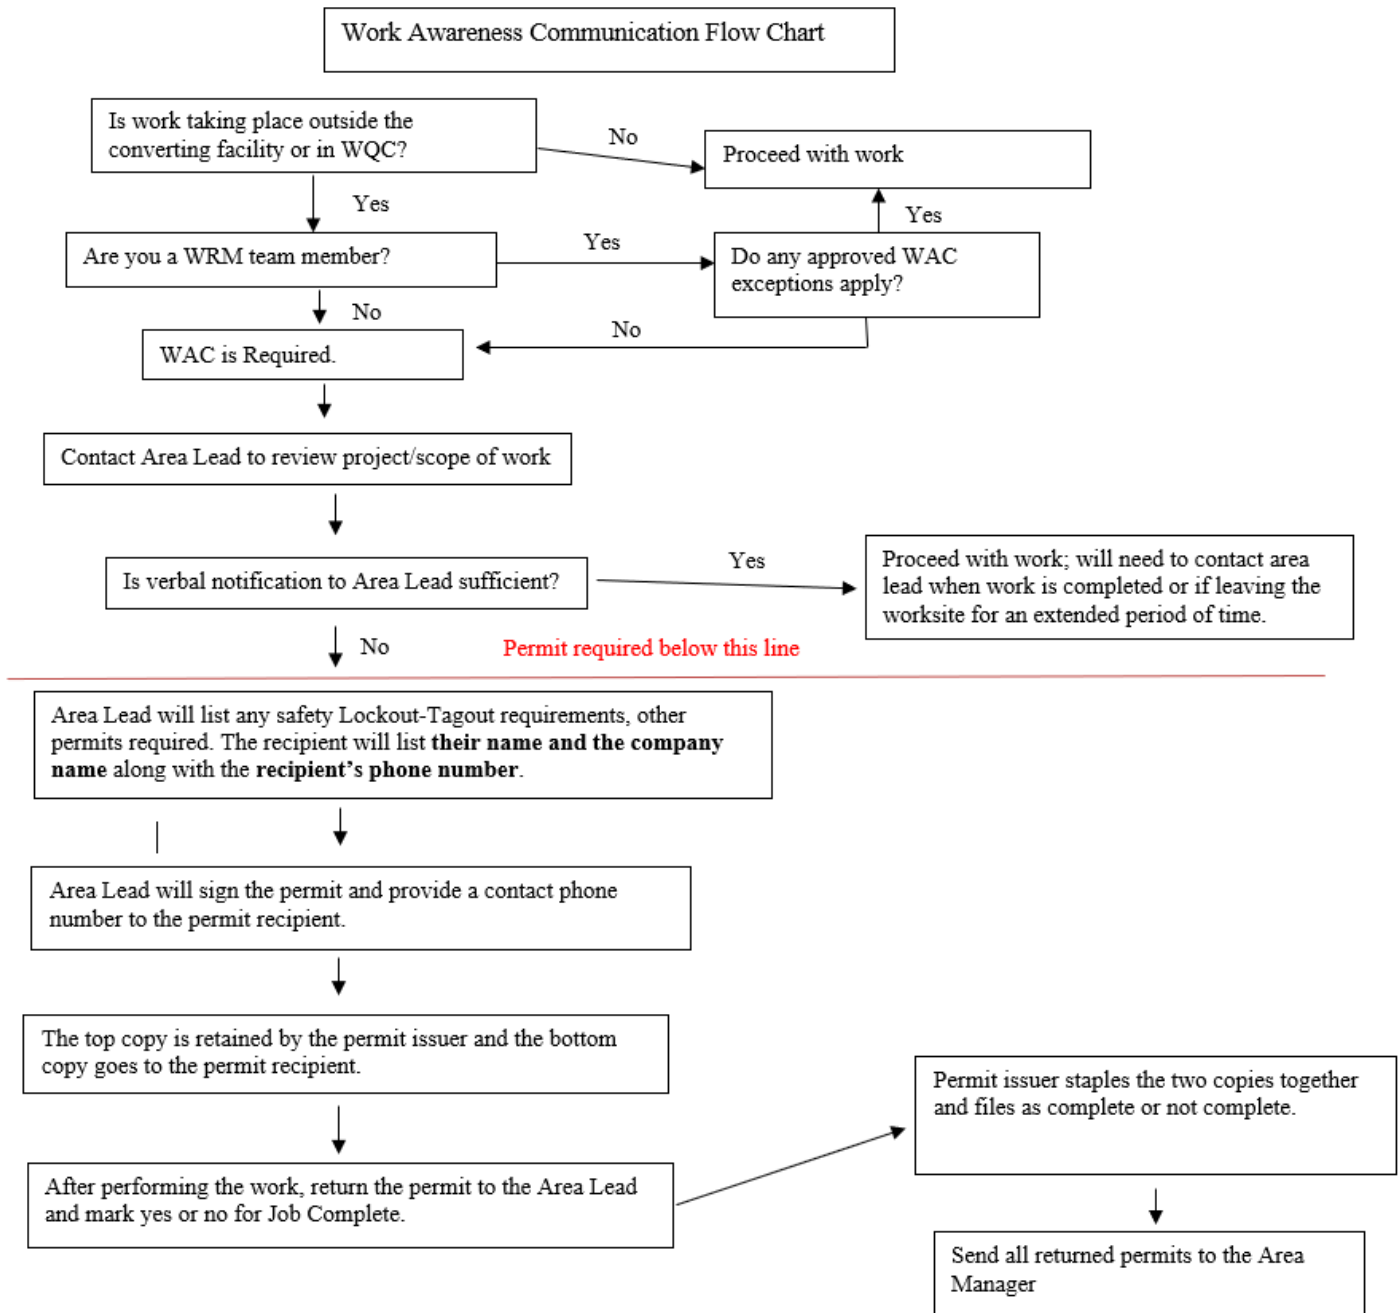 Work Awareness Communication Flow Chart
Is work taking place outside the
converting facility or in WQC?
No
Proceed with work
Yes
Yes
Are you a WRM team member?
Yes
Do any approved WAC
exceptions apply?
No
No
WAC is Required.
Contact Area Lead to review project/scope of work
Is verbal notification to Area Lead sufficient?
Yes
Proceed with work; will need to contact area
lead when work is completed or if leaving the
worksite for an extended period of time.
No
Permit required below this line
Area Lead will list any safety Lockout-Tagout requirements, other
permits required. The recipient will list their name and the company
name along with the recipient’s phone number.
Area Lead will sign the permit and provide a contact phone
number to the permit recipient.
The top copy is retained by the permit issuer and the bottom
copy goes to the permit recipient.
After performing the work, return the permit to the Area Lead
and mark yes or no for Job Complete.
Permit issuer staples the two copies together
and files as complete or not complete.
Send all returned permits to the Area
Manager